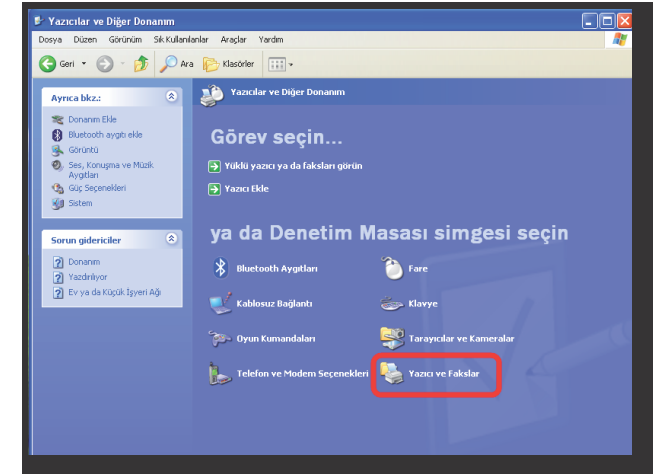 Yazıcılar ve Diğer Donanım
Dosya Düzen Görünüm Sık Kullanılanlar Araçlar Yardım
Geri Ara Klasörler
Ayrıca bkz.:
Donanım Ekle
Bluetooth aygıtı ekle
Görüntü
Ses, Konuşma ve Müzik
Aygıtları
Güç Seçenekleri
Sistem
Sorun gidericiler
Donanım
Yazdırılıyor
Ev ya da Küçük İşyeri Ağı
Yazıcılar ve Diğer Donanım
Görev seçin...
Yüklü yazıcı ya da faksları görün
Yazıcı Ekle
ya da Denetim Masası simgesi seçin
Bluetooth Aygıtları
Fare
Kablosuz Bağlantı
Klavye
Oyun Kumandaları
Tarayıcılar ve Kameralar
Telefon ve Modem Seçenekleri
Yazıcı ve Fakslar